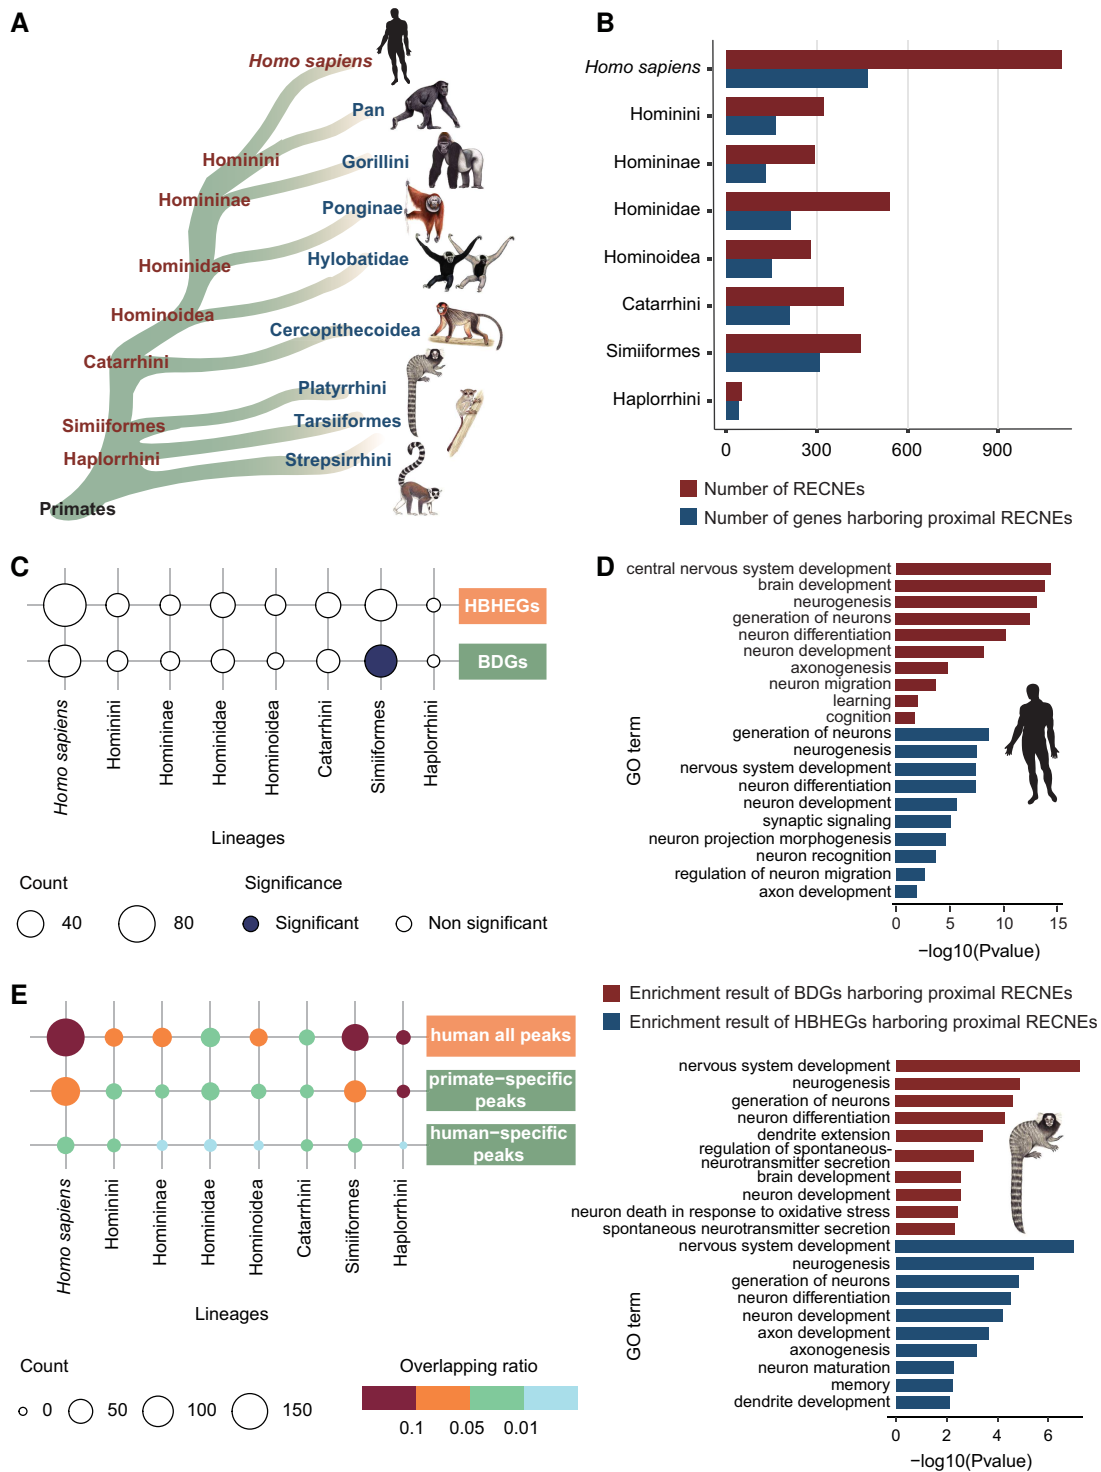 A
Homo sapiens
Pan
Hominini
Gorillini
Homininae
Ponginae
Hominidae
Hylobatidae
Hominoidea
Cercopithecoidea
Catarrhini
Platyrrhini
Simiiformes
Tarsiiformes
Haplorrhini
Strepsirrhini
Primates
B
Homo sapiens
Hominini
Homininae
Hominidae
Hominoidea
Catarrhini
Simiiformes
Haplorrhini
0 300 600 900
Number of RECNEs
Number of genes harboring proximal RECNEs
C
HBHEGs
BDGs
Homo sapiens
Hominini
Homininae
Hominidae
Hominoidea
Catarrhini
Simiiformes
Haplorrhini
Lineages
Count
40 80
Significance
Significant
Non significant
D
central nervous system development
brain development
neurogenesis
generation of neurons
neuron differentiation
neuron development
axonogenesis
neuron migration
learning
cognition
generation of neurons
neurogenesis
nervous system development
neuron differentiation
neuron development
synaptic signaling
neuron projection morphogenesis
neuron recognition
regulation of neuron migration
axon development
GO term
0 5 10 15
−log10(Pvalue)
Enrichment result of BDGs harboring proximal RECNEs
Enrichment result of HBHEGs harboring proximal RECNEs
nervous system development
neurogenesis
generation of neurons
neuron differentiation
dendrite extension
regulation of spontaneous-
neurotransmitter secretion
brain development
neuron development
neuron death in response to oxidative stress
spontaneous neurotransmitter secretion
nervous system development
neurogenesis
generation of neurons
neuron differentiation
neuron development
axon development
axonogenesis
neuron maturation
memory
dendrite development
GO term
0 2 4 6
−log10(Pvalue)
E
human all peaks
primate−specific
peaks
human−specific
peaks
Homo sapiens
Hominini
Homininae
Hominidae
Hominoidea
Catarrhini
Simiiformes
Haplorrhini
Lineages
Count
0 50 100 150
Overlapping ratio
0.1 0.05 0.01